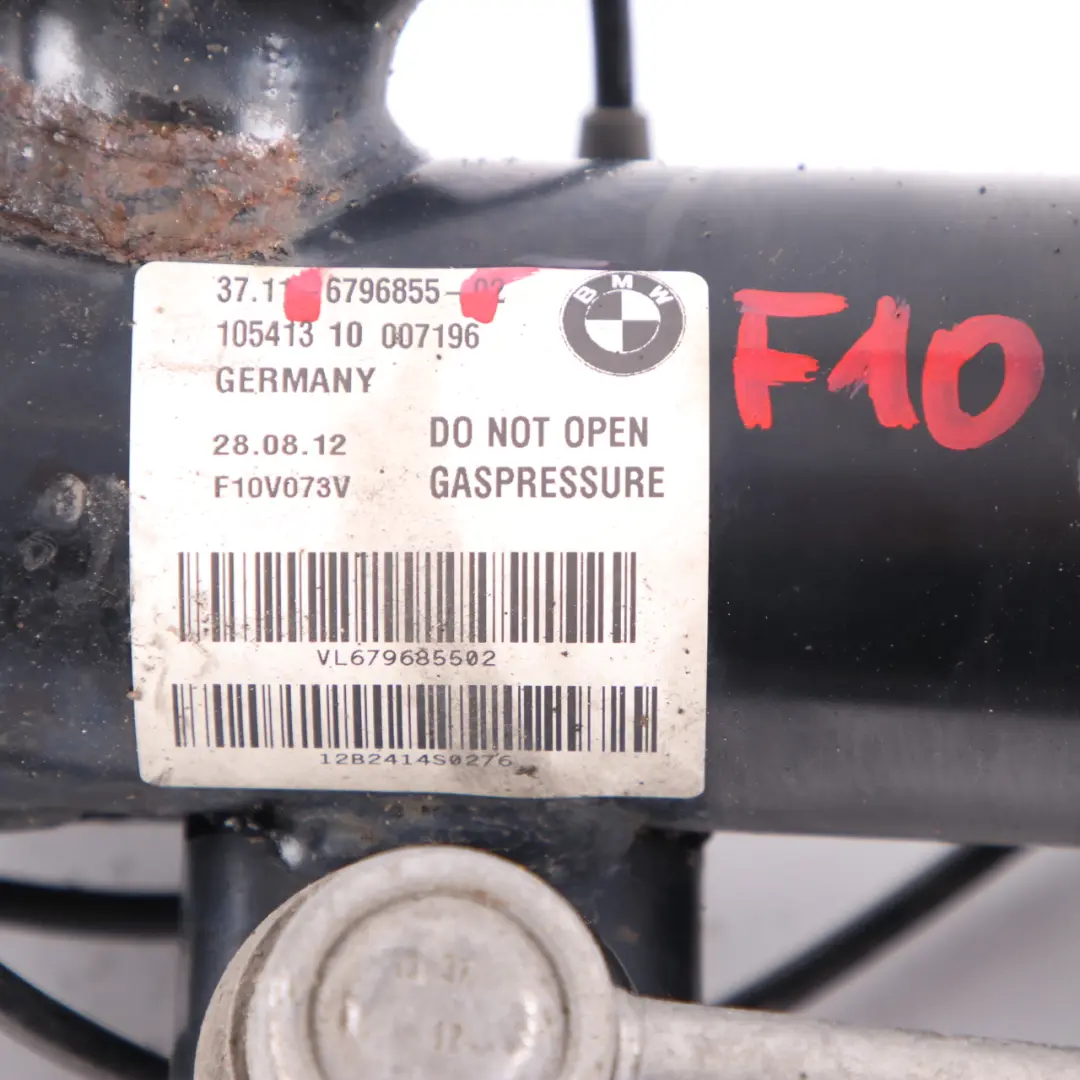 37.11 6796855-02
105413 10 007196
GERMANY
28.08.12
F10V073V
DO NOT OPEN
GASPRESSURE
BMW
F10
VL679685502
12B2414S0276
12